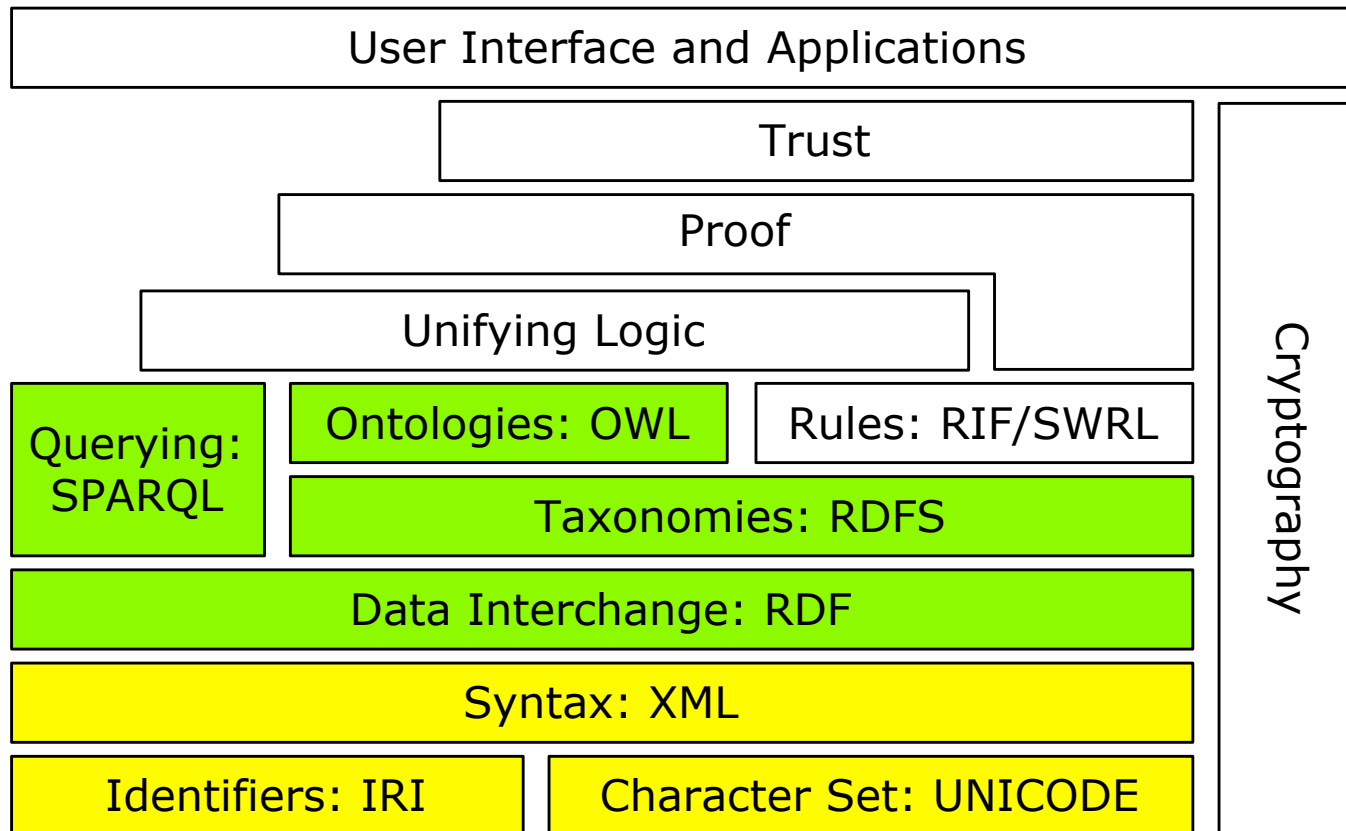 User Interface and Applications
Trust
Proof
Unifying Logic
Cryptography
Querying:
SPARQL
Ontologies: OWL
Rules: RIF/SWRL
Taxonomies: RDFS
Data Interchange: RDF
Syntax: XML
Identifiers: IRI
Character Set: UNICODE